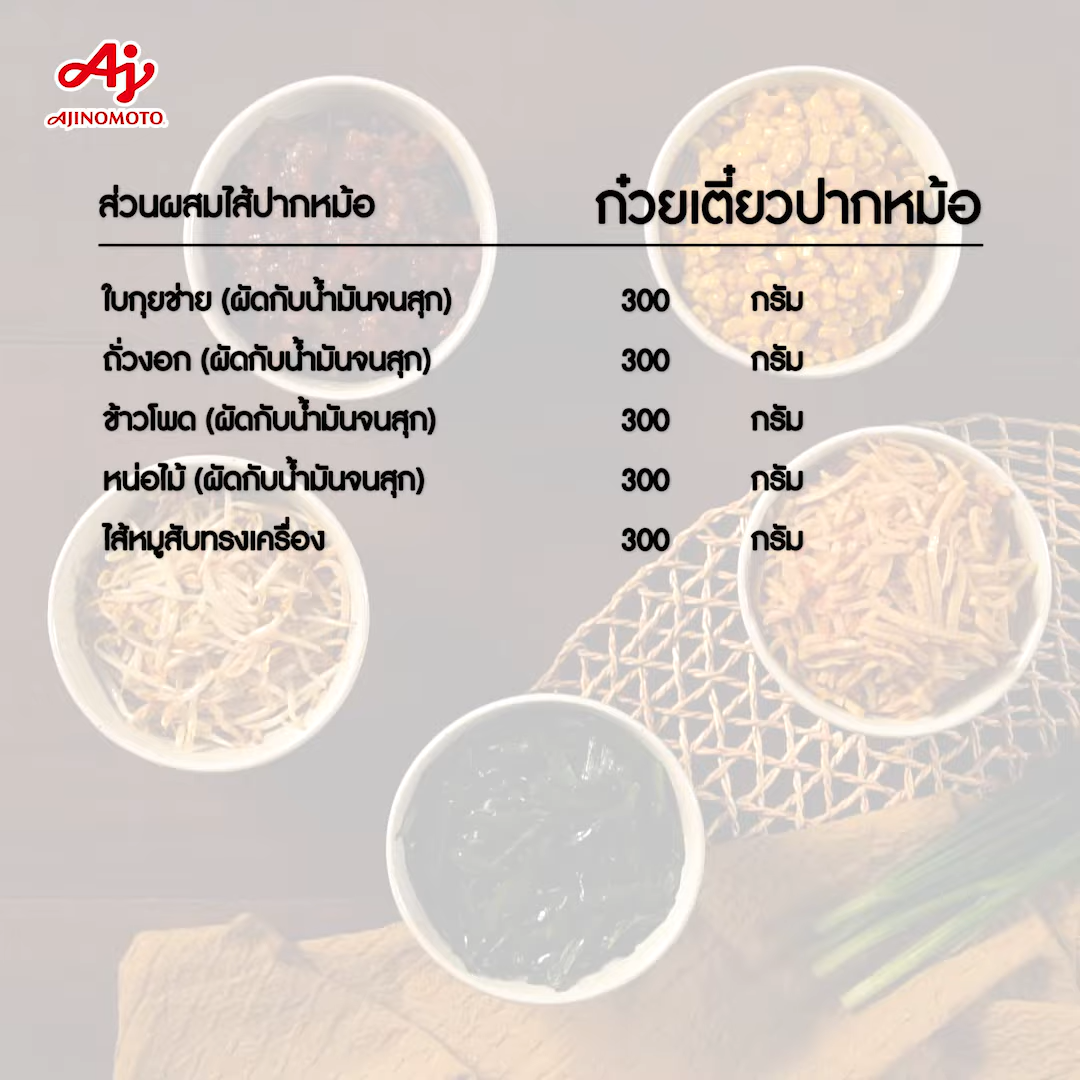 Aj
AJINOMOTO
ส่วนผสมไส้ปากหม้อ ก๋วยเตี๋ยวปากหม้อ
ใบกุยช่าย (ผัดกับน้ำมันจนสุก) 300 กรัม
ถั่วงอก (ผัดกับน้ำมันจนสุก) 300 กรัม
ข้าวโพด (ผัดกับน้ำมันจนสุก) 300 กรัม
หน่อไม้ (ผัดกับน้ำมันจนสุก) 300 กรัม
ไส้หมูสับทรงเครื่อง 300 กรัม